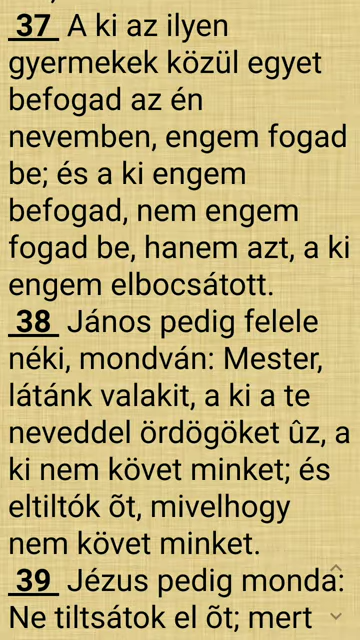 37 A ki az ilyen
gyermekek közül egyet
befogad az én
nevemben, engem fogad
be; és a ki engem
befogad, nem engem
fogad be, hanem azt, a ki
engem elbocsátott.
38 János pedig felele
néki, mondván: Mester,
látánk valakit, a ki a te
neveddel ördögöket ûz, a
ki nem követ minket; és
eltiltók õt, mivelhogy
nem követ minket.
39 Jézus pedig monda:
Ne tiltsátok el õt; mert